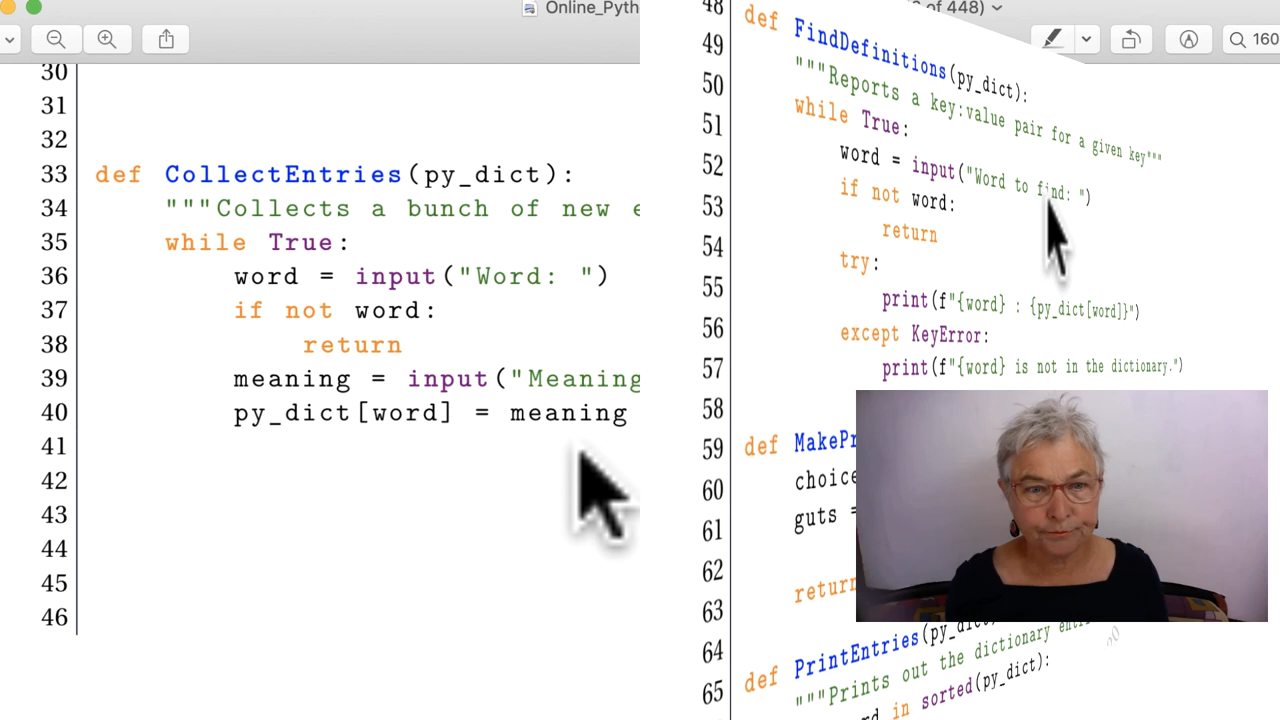 Online_Pyth
30
31
32
33 def CollectEntries(py_dict):
34 """Collects a bunch of new e
35 while True:
36 word = input("Word: ")
37 if not word:
38 return
39 meaning = input("Meaning
40 py_dict[word] = meaning
41
42
43
44
45
46
of 448)
160
48 def FindDefinitions(py_dict):
49 """Reports a key:value pair for a given key"""
50 while True:
51 word = input("Word to find: ")
52 if not word:
53 return
54 try:
55 print(f"{word} : {py_dict[word]}")
56 except KeyError:
57 print(f"{word} is not in the dictionary.")
58
59 def MakePr
60 choice
61 guts =
62
63 return
64 def PrintEntries(py_dict,
65 """Prints out the dictionary
in sorted(py_dict):